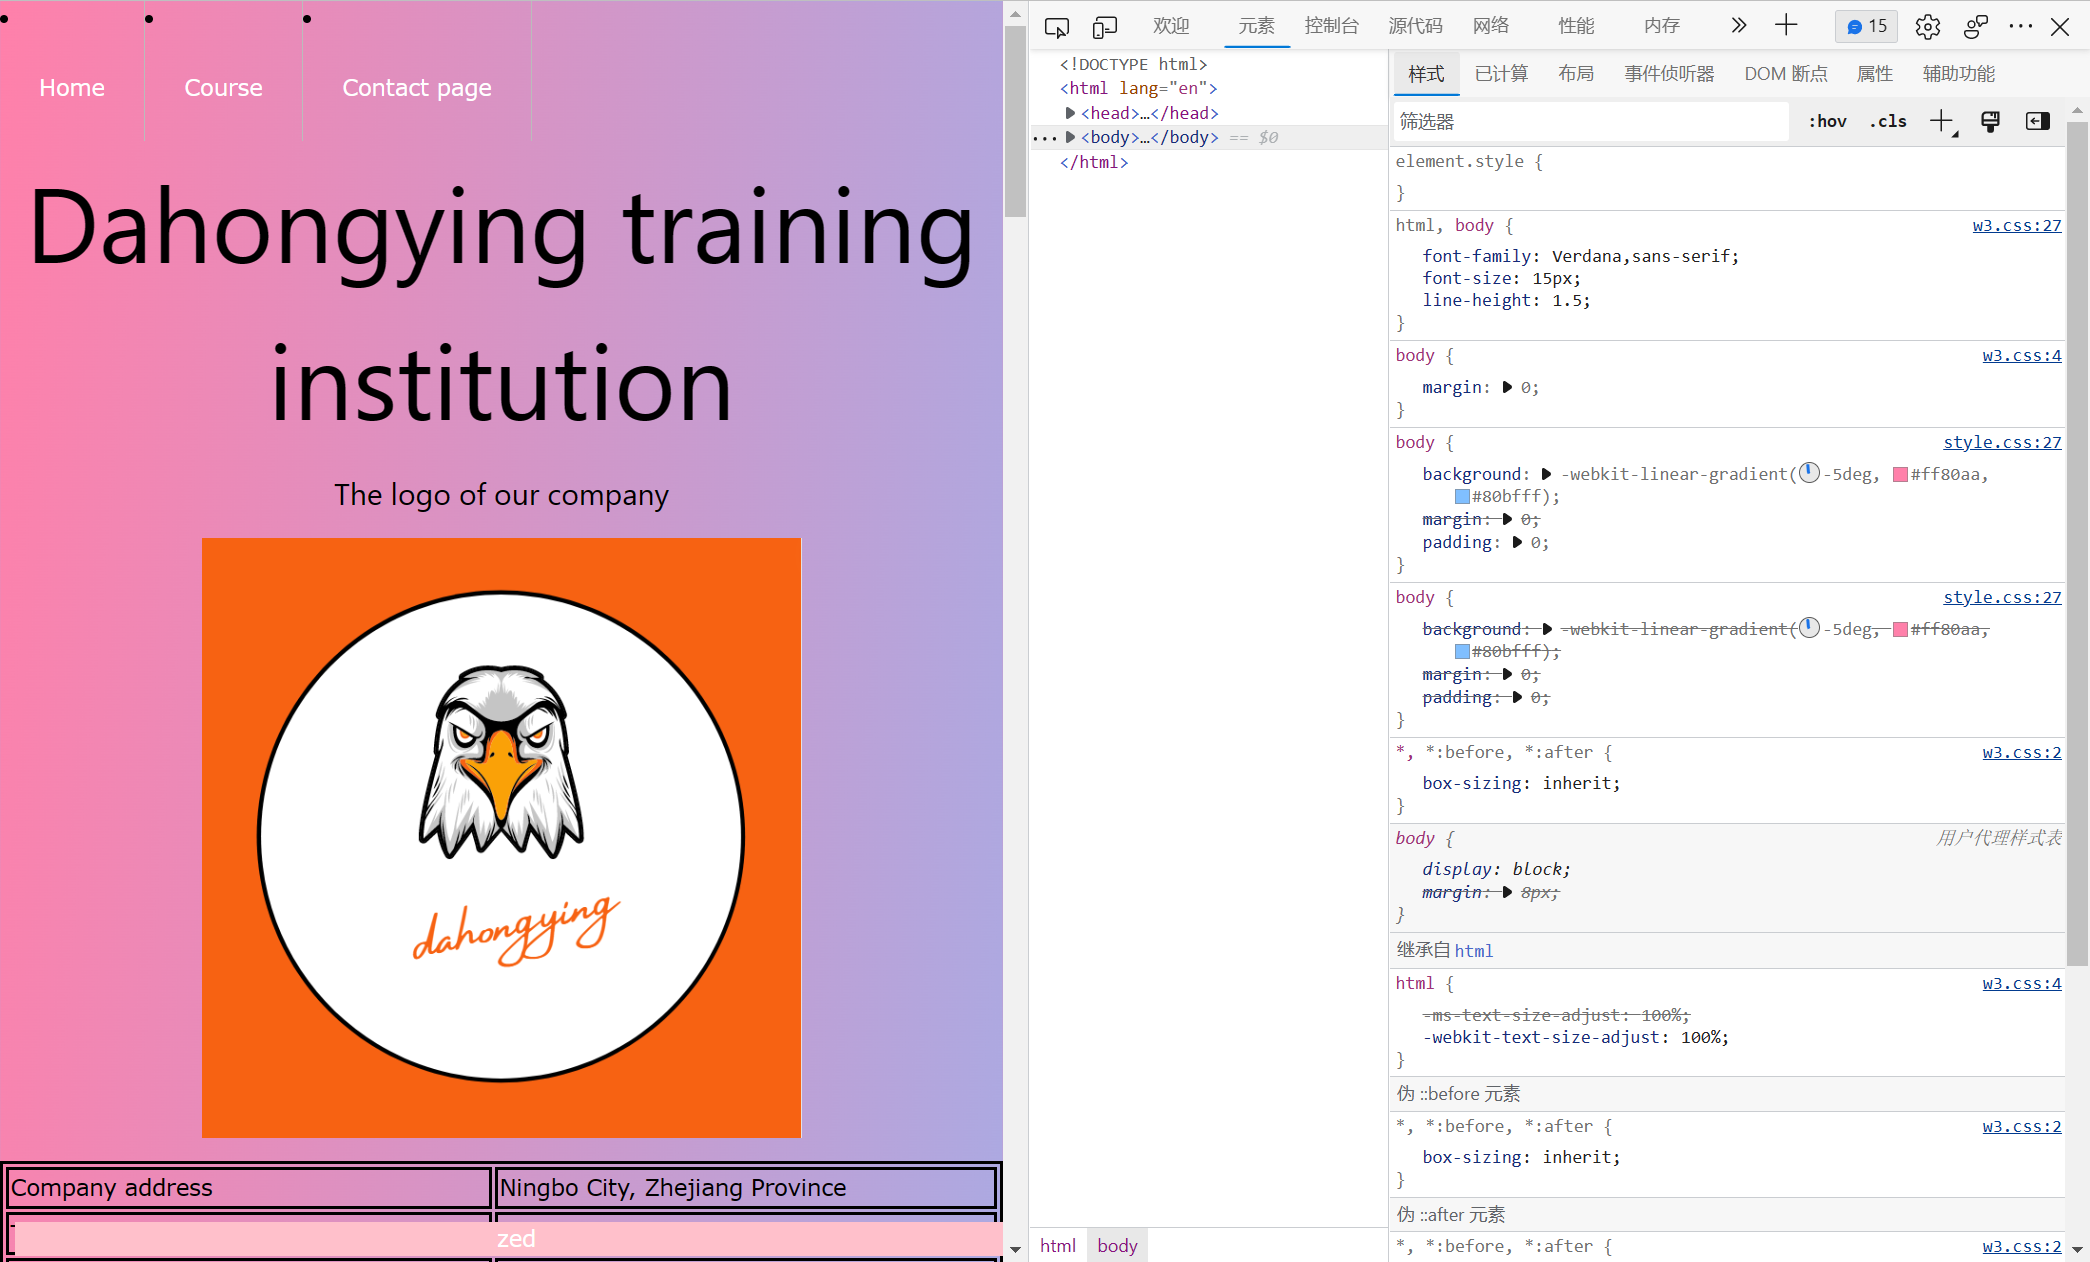 Home
Course
Contact page
Dahongying training
institution
The logo of our company
dahongying
Company address
Ningbo City, Zhejiang Province
zed
欢迎
元素
控制台
源代码
网络
性能
内存
15
<!DOCTYPE html>
<html lang="en">
<head>…</head>
<body>…</body> == $0
</html>
html
body
样式
已计算
布局
事件侦听器
DOM 断点
属性
辅助功能
筛选器
:hov
.cls
element.style {
}
html, body {
w3.css:27
font-family: Verdana,sans-serif;
font-size: 15px;
line-height: 1.5;
}
body {
w3.css:4
margin: 0;
}
body {
style.css:27
background: -webkit-linear-gradient(-5deg, #ff80aa,
#80bfff);
margin: 0;
padding: 0;
}
body {
style.css:27
background: -webkit-linear-gradient(-5deg, #ff80aa,
#80bfff);
margin: 0;
padding: 0;
}
*, *:before, *:after {
w3.css:2
box-sizing: inherit;
}
body {
用户代理样式表
display: block;
margin: 8px;
}
继承自 html
html {
w3.css:4
-ms-text-size-adjust: 100%;
-webkit-text-size-adjust: 100%;
}
伪 ::before 元素
*, *:before, *:after {
w3.css:2
box-sizing: inherit;
}
伪 ::after 元素
*, *:before, *:after {
w3.css:2